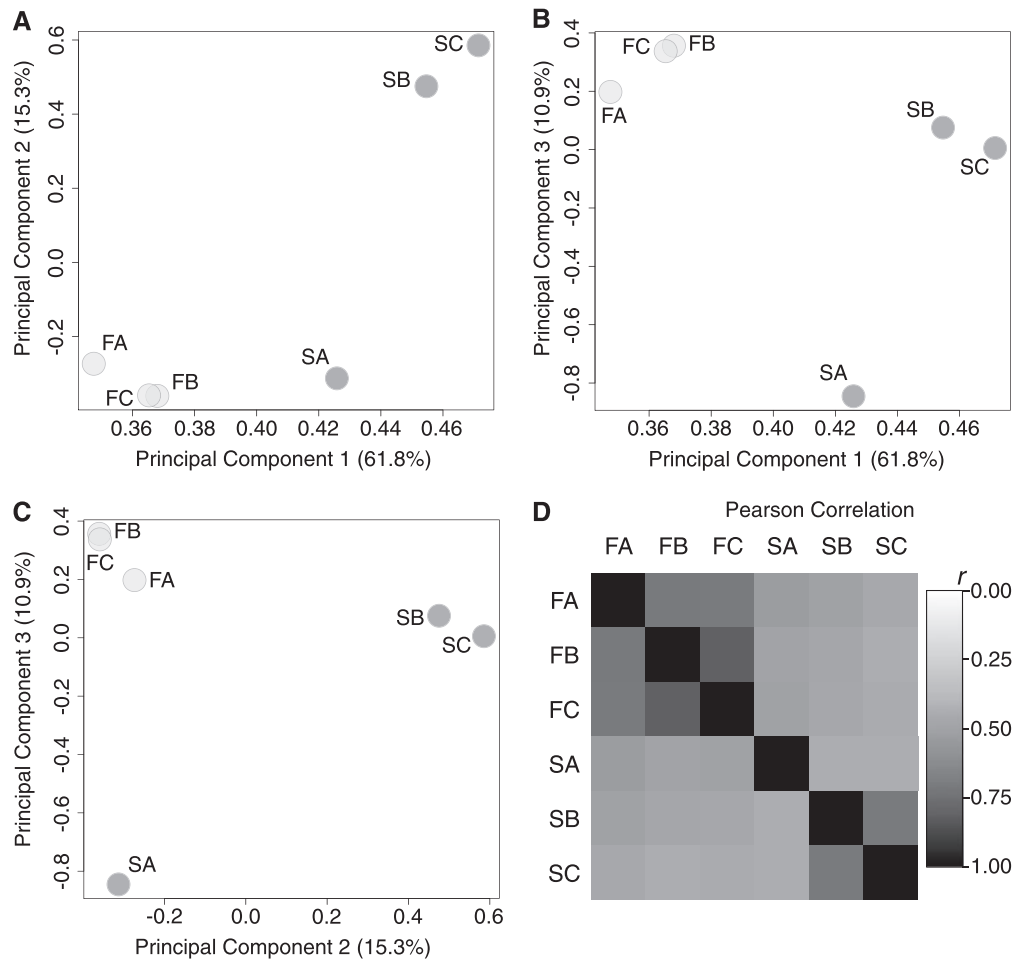 A
Principal Component 2 (15.3%)
0.6
0.4
0.2
0.0
-0.2
SC
SB
FA
SA
FB
FC
0.36 0.38 0.40 0.42 0.44 0.46
Principal Component 1 (61.8%)
B
Principal Component 3 (10.9%)
0.4
0.2
0.0
-0.2
-0.4
-0.6
-0.8
FC FB
FA
SB
SC
SA
0.36 0.38 0.40 0.42 0.44 0.46
Principal Component 1 (61.8%)
C
Principal Component 3 (10.9%)
0.4
0.2
0.0
-0.2
-0.4
-0.6
-0.8
FB
FC
FA
SB
SC
SA
-0.2 0.0 0.2 0.4 0.6
Principal Component 2 (15.3%)
D
Pearson Correlation
FA FB FC SA SB SC
FA
FB
FC
SA
SB
SC
r
0.00
0.25
0.50
0.75
1.00